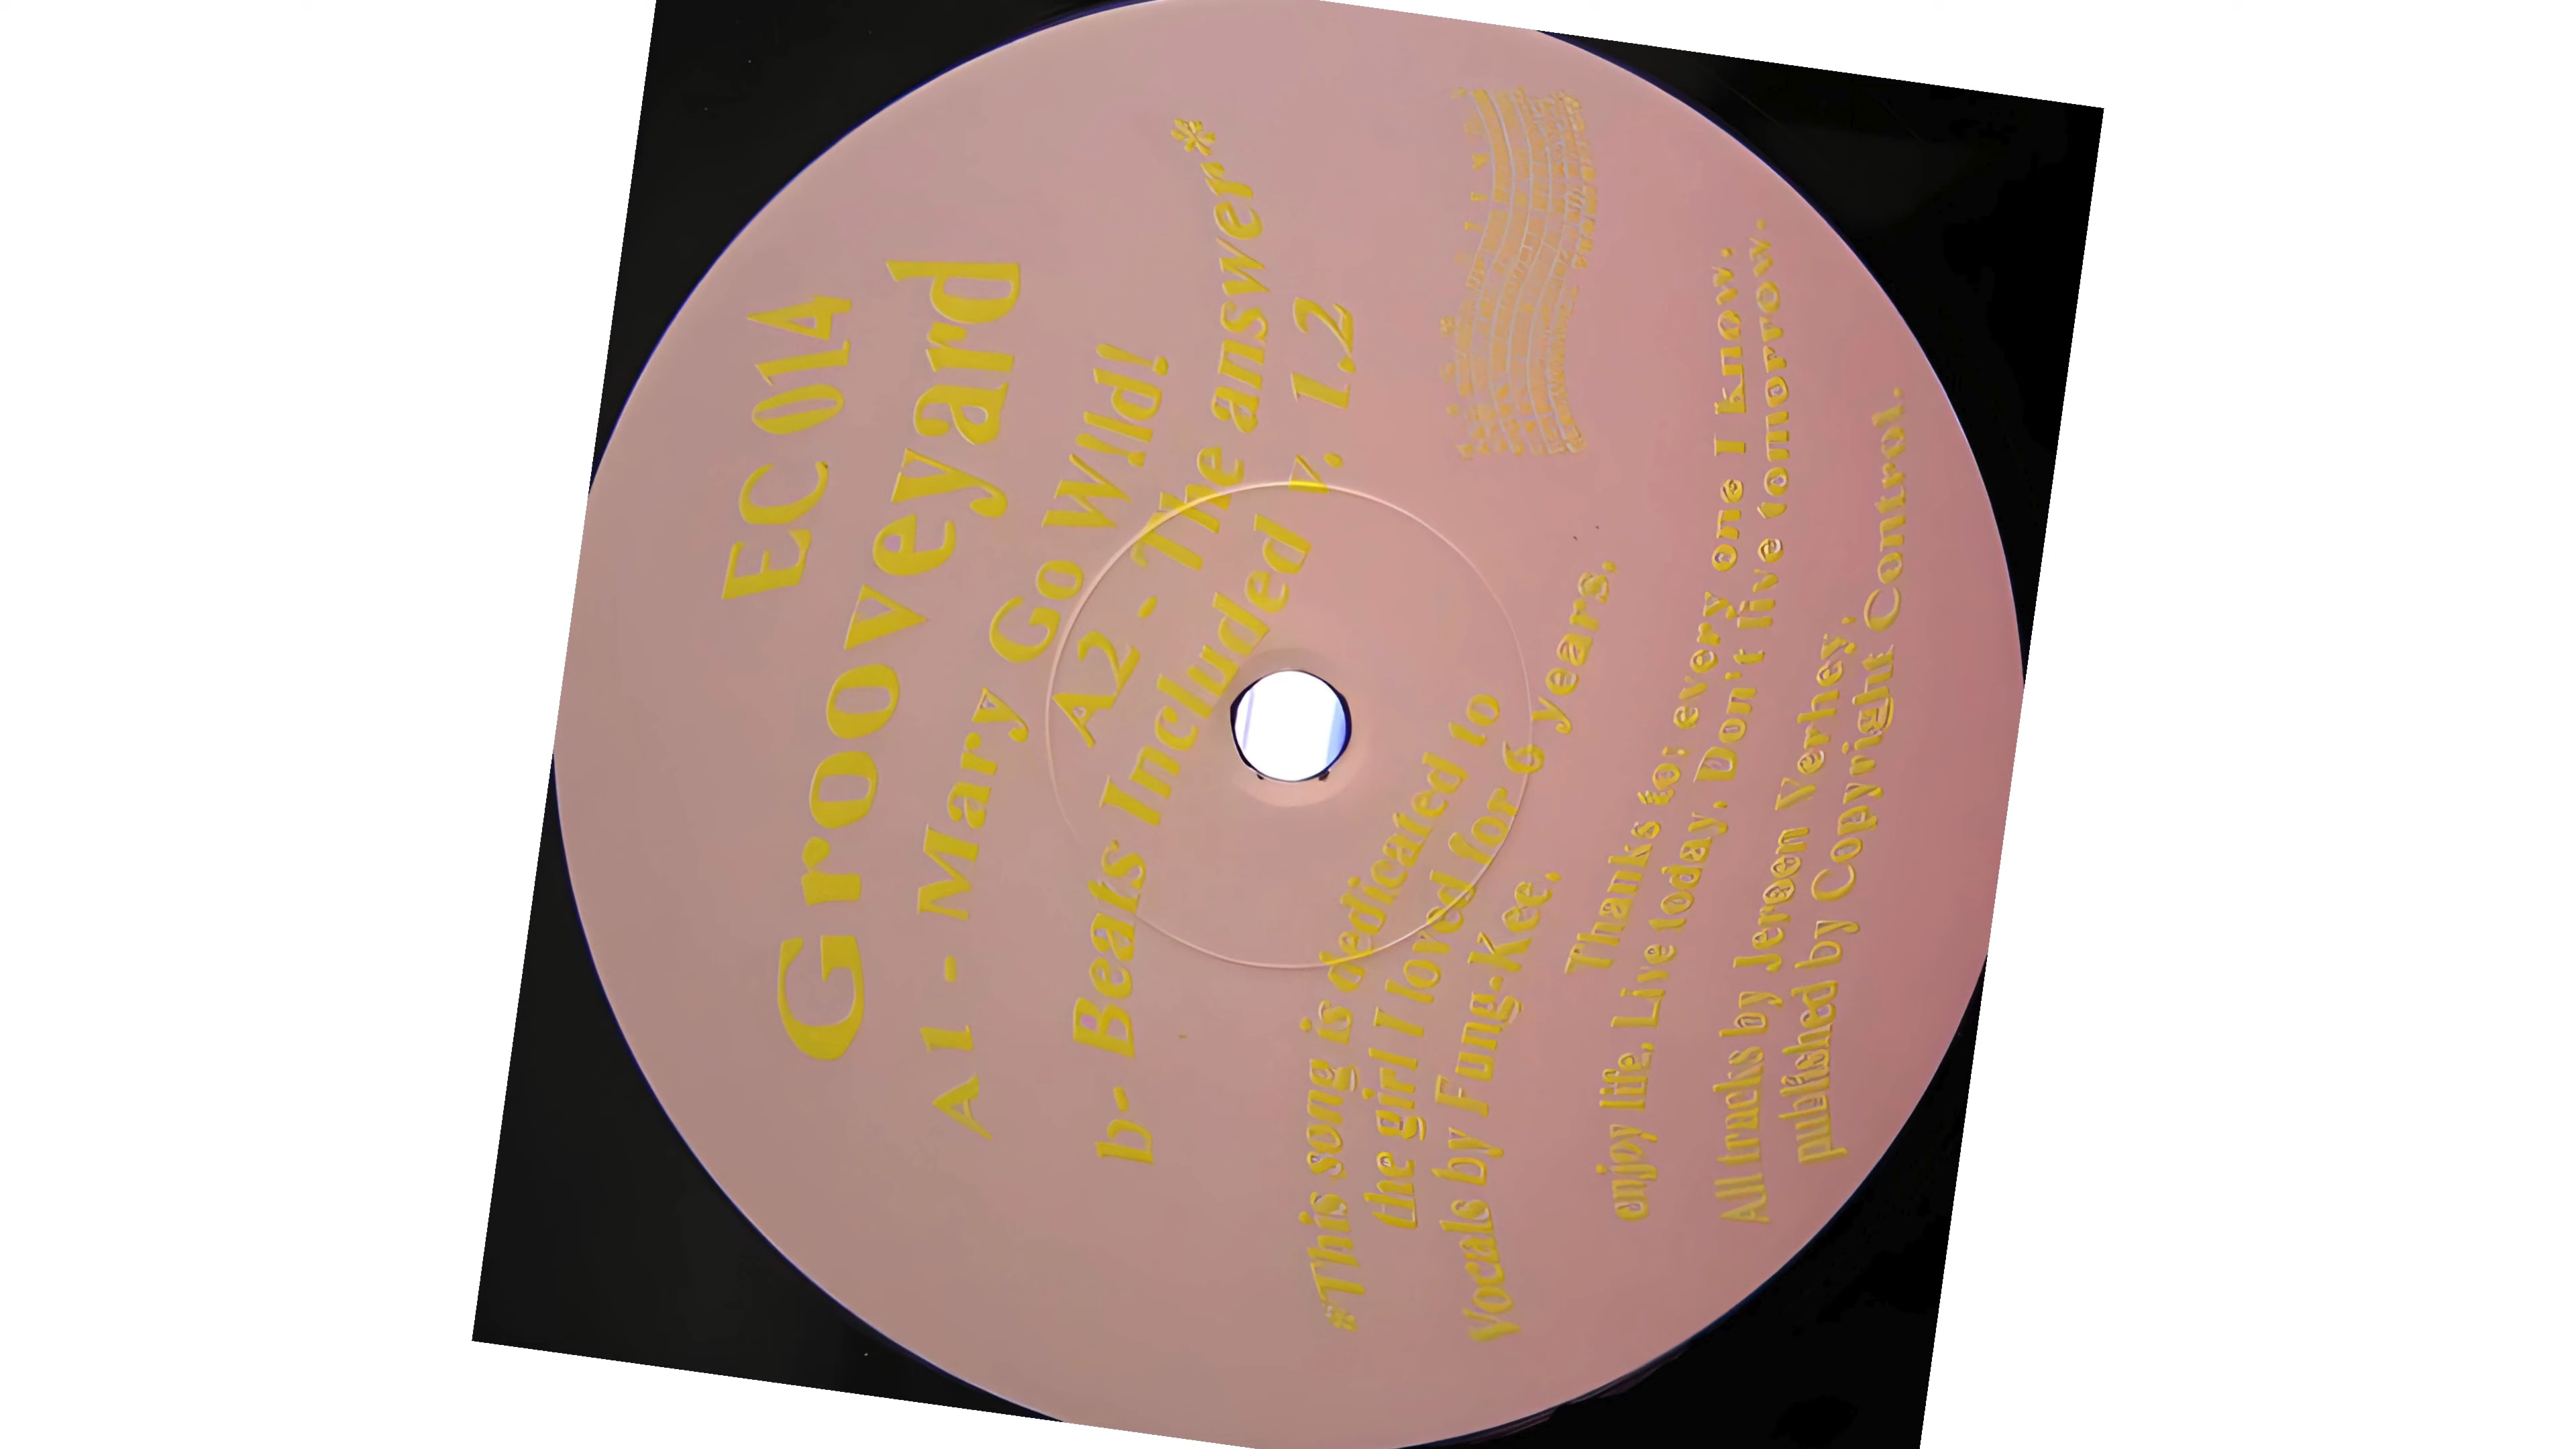 EC 014
Grooveyard
A1 - Mary Go Wild!
A2 - The answer*
b- Beats Included v. 1.2
*This song is dedicated to
the girl I loved for 6 years.
Vocals by Fung-Kee.
Thanks to: every one I know.
enjoy life. Live today. Don't live tomorrow.
All tracks by Jeroen Verhey.
published by Copyright Control.